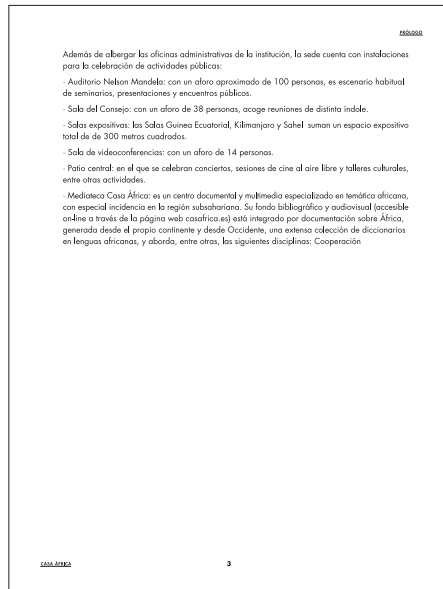 PRÓLOGO
Además de albergar las oficinas administrativas de la institución, la sede cuenta con instalaciones
para la celebración de actividades públicas:
· Auditorio Nelson Mandela: con un aforo aproximado de 100 personas, es escenario habitual
de seminarios, presentaciones y encuentros públicos.
· Sala del Consejo: con un aforo de 38 personas, acoge reuniones de distinta índole.
· Salas expositivas: las Salas Guinea Ecuatorial, Kilimanjaro y Sahel suman un espacio expositivo
total de de 300 metros cuadrados.
· Sala de videoconferencias: con un aforo de 14 personas.
· Patio central: en el que se celebran conciertos, sesiones de cine al aire libre y talleres culturales,
entre otras actividades.
· Mediateca Casa África: es un centro documental y multimedia especializado en temática africana,
con especial incidencia en la región subsahariana. Su fondo bibliográfico y audiovisual (accesible
on-line a través de la página web casafrica.es) está integrado por documentación sobre África,
generada desde el propio continente y desde Occidente, una extensa colección de diccionarios
en lenguas africanas, y aborda, entre otras, las siguientes disciplinas: Cooperación
CASA ÁFRICA
3